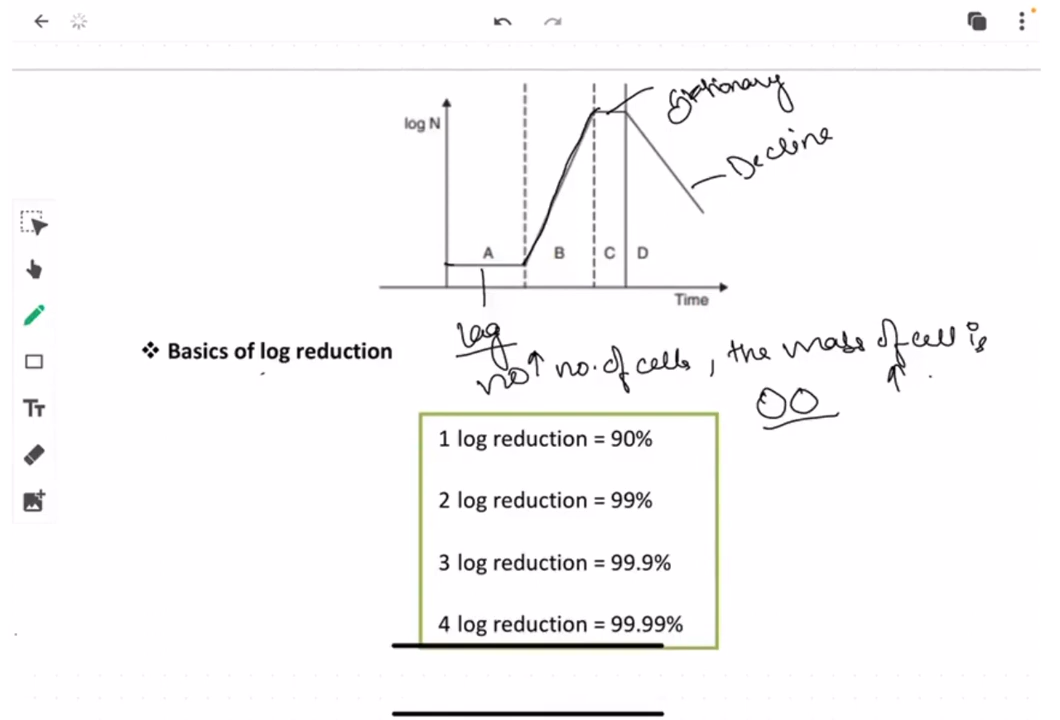 Stationary
log N
Decline
A B C D
Time
lag
❖ Basics of log reduction
no ↑ no. of cells, the mass of cell is ↑.
1 log reduction = 90%
2 log reduction = 99%
3 log reduction = 99.9%
4 log reduction = 99.99%
Tт